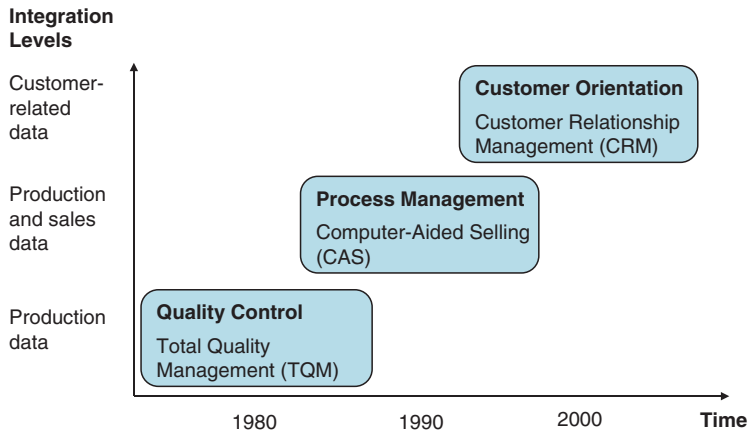 Integration
Levels
Customer-
related
data
Customer Orientation
Customer Relationship
Management (CRM)
Production
and sales
data
Process Management
Computer-Aided Selling
(CAS)
Production
data
Quality Control
Total Quality
Management (TQM)
1980
1990
2000
Time